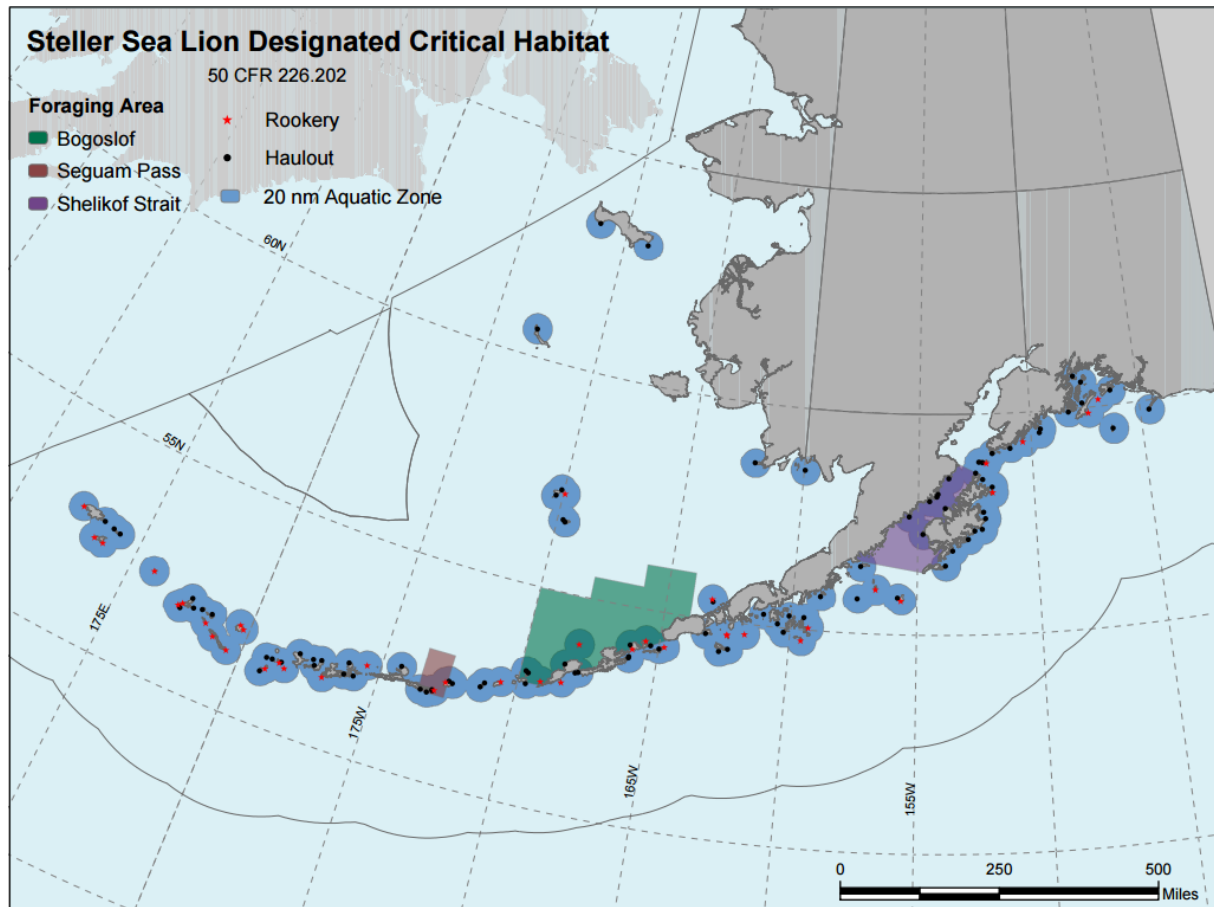 Steller Sea Lion Designated Critical Habitat
50 CFR 226.202
Foraging Area
Bogoslof
Seguam Pass
Shelikof Strait
Rookery
Haulout
20 nm Aquatic Zone
60N
55N
175E
175W
165W
155W
0 250 500
Miles